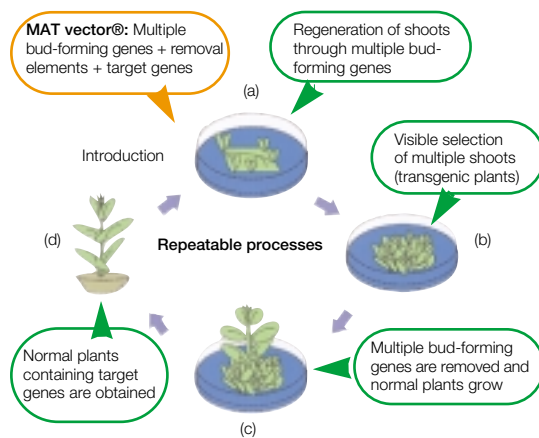 MAT vector®: Multiple
bud-forming genes + removal
elements + target genes
Regeneration of shoots
through multiple bud-
forming genes
(a)
Introduction
Visible selection
of multiple shoots
(transgenic plants)
(d)
Repeatable processes
(b)
Normal plants
containing target
genes are obtained
Multiple bud-forming
genes are removed and
normal plants grow
(c)